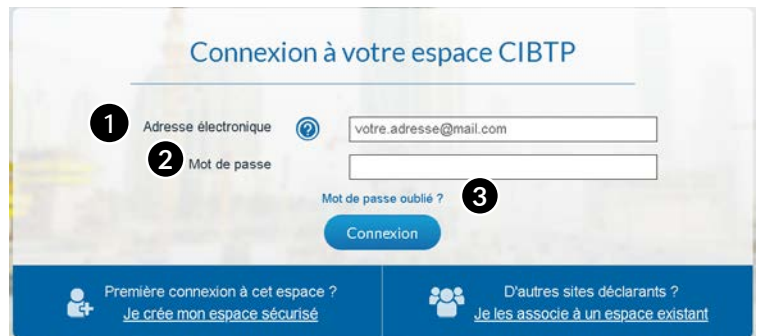 Connexion à votre espace CIBTP
1 Adresse électronique ? votre.adresse@mail.com
2 Mot de passe
Mot de passe oublié ? 3
Connexion
Première connexion à cet espace ?
Je crée mon espace sécurisé
D'autres sites déclarants ?
Je les associe à un espace existant